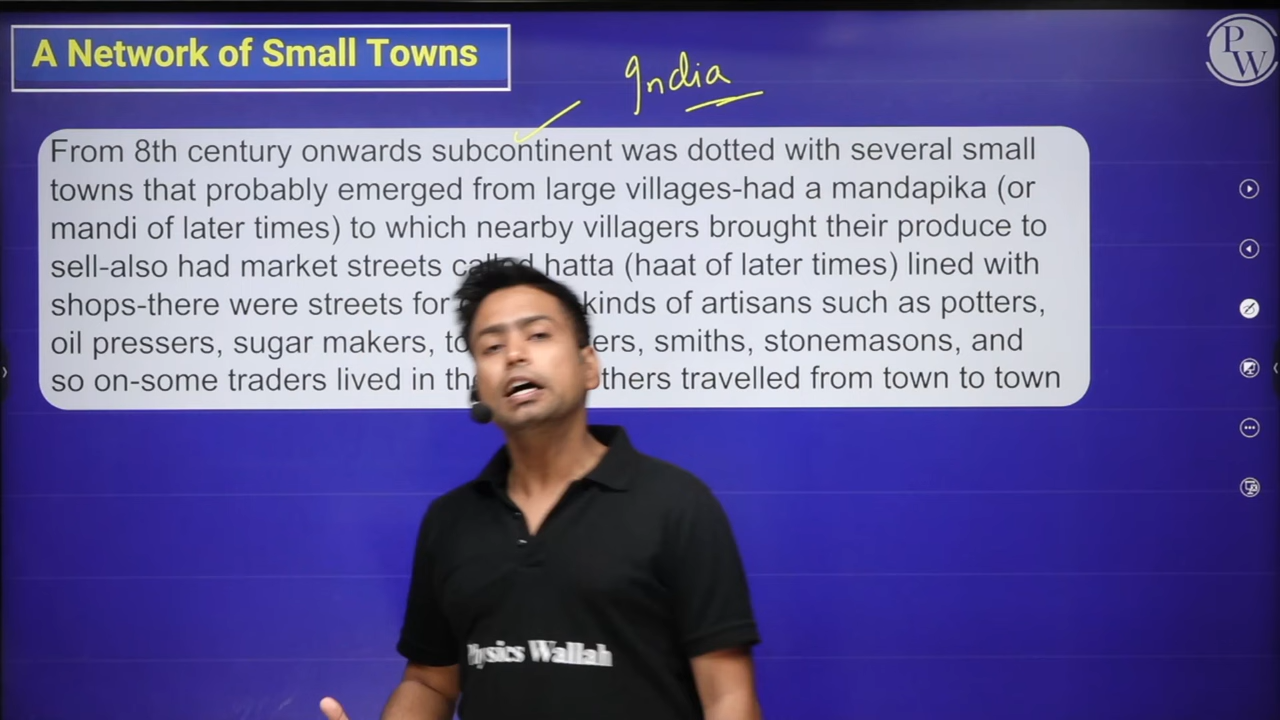 A Network of Small Towns
India
From 8th century onwards subcontinent was dotted with several small
towns that probably emerged from large villages-had a mandapika (or
mandi of later times) to which nearby villagers brought their produce to
sell-also had market streets hatta (haat of later times) lined with
shops-there were streets for kinds of artisans such as potters,
oil pressers, sugar makers, smiths, stonemasons, and
so on-some traders lived in travelled from town to town
PW
Physics Wallah